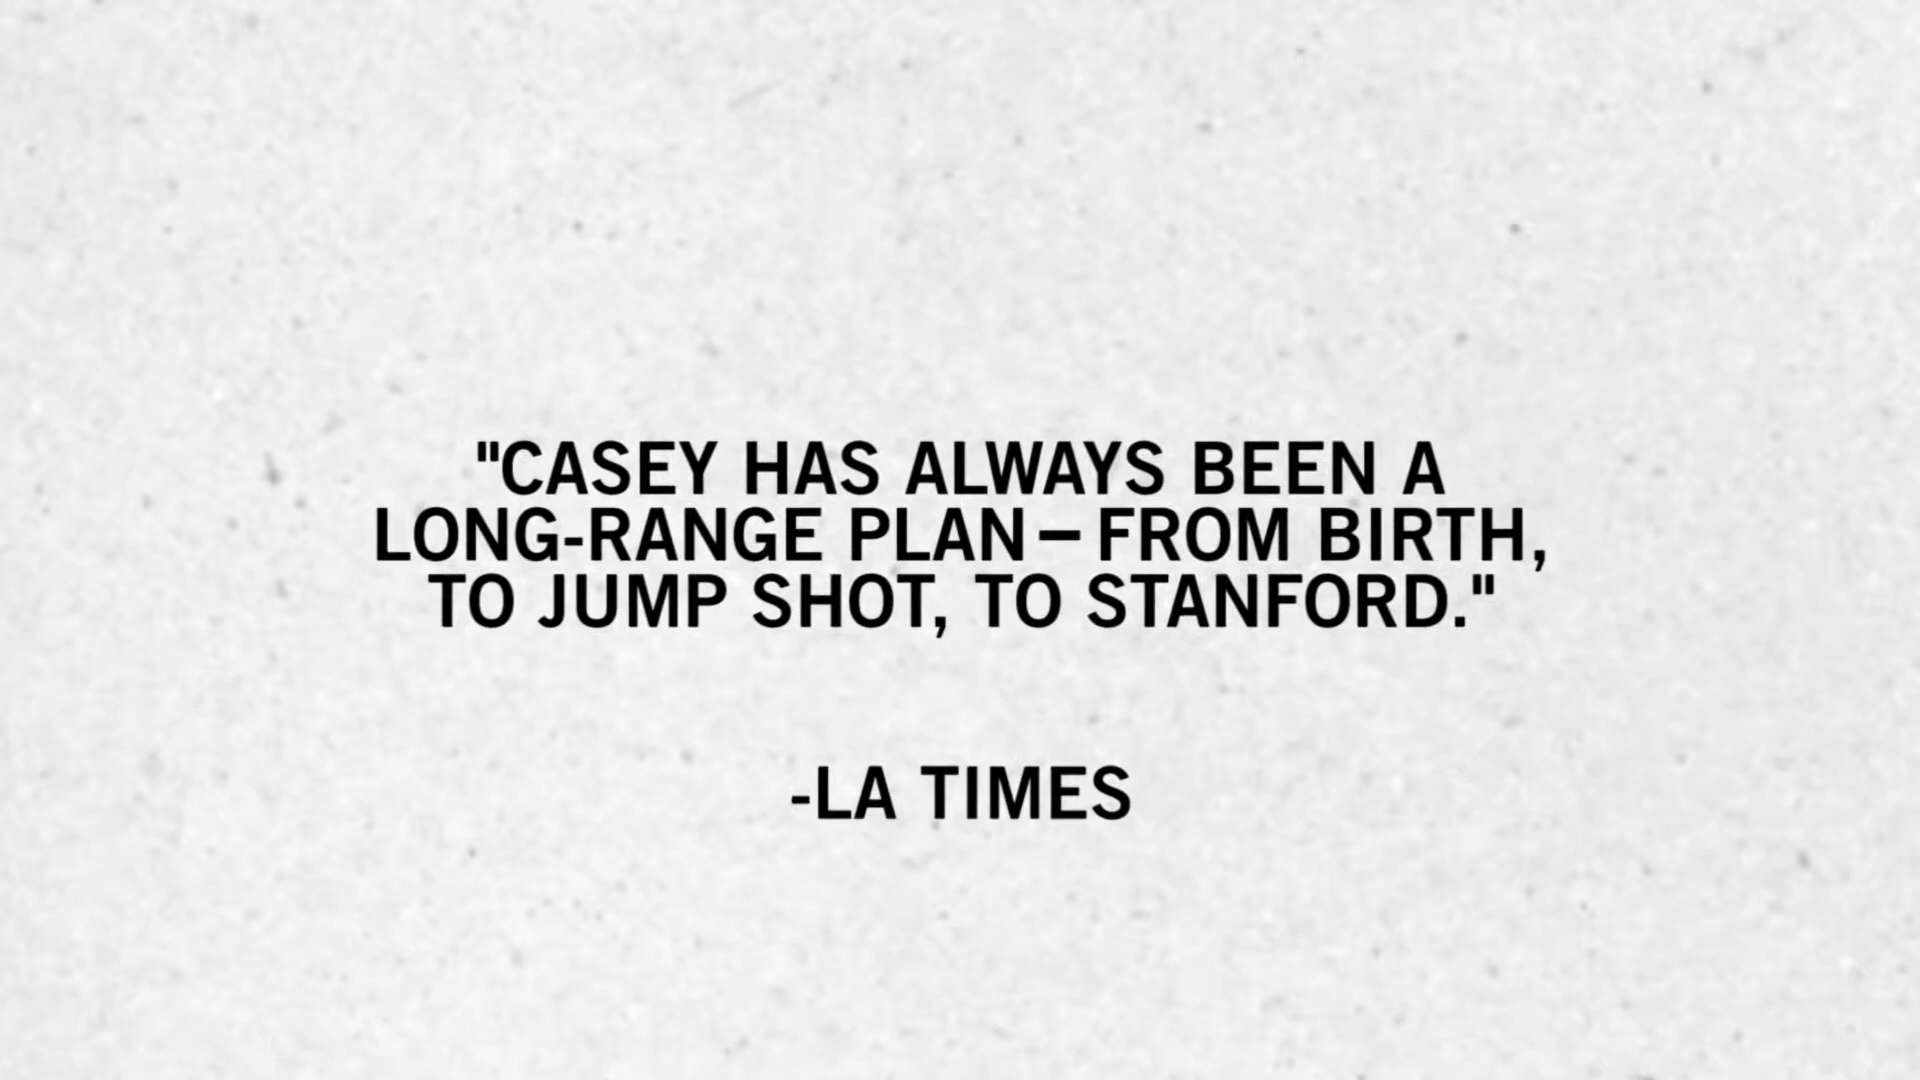 "CASEY HAS ALWAYS BEEN A
LONG-RANGE PLAN—FROM BIRTH,
TO JUMP SHOT, TO STANFORD."
-LA TIMES